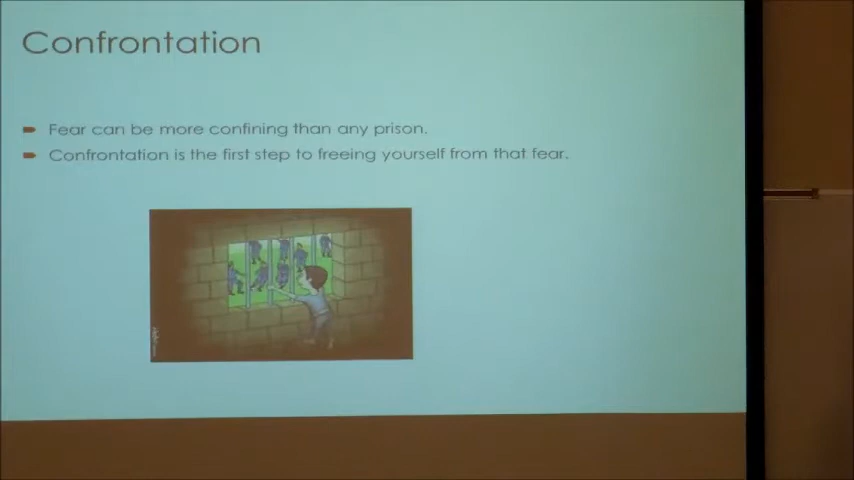 Confrontation
Fear can be more confining than any prison.
Confrontation is the first step to freeing yourself from that fear.